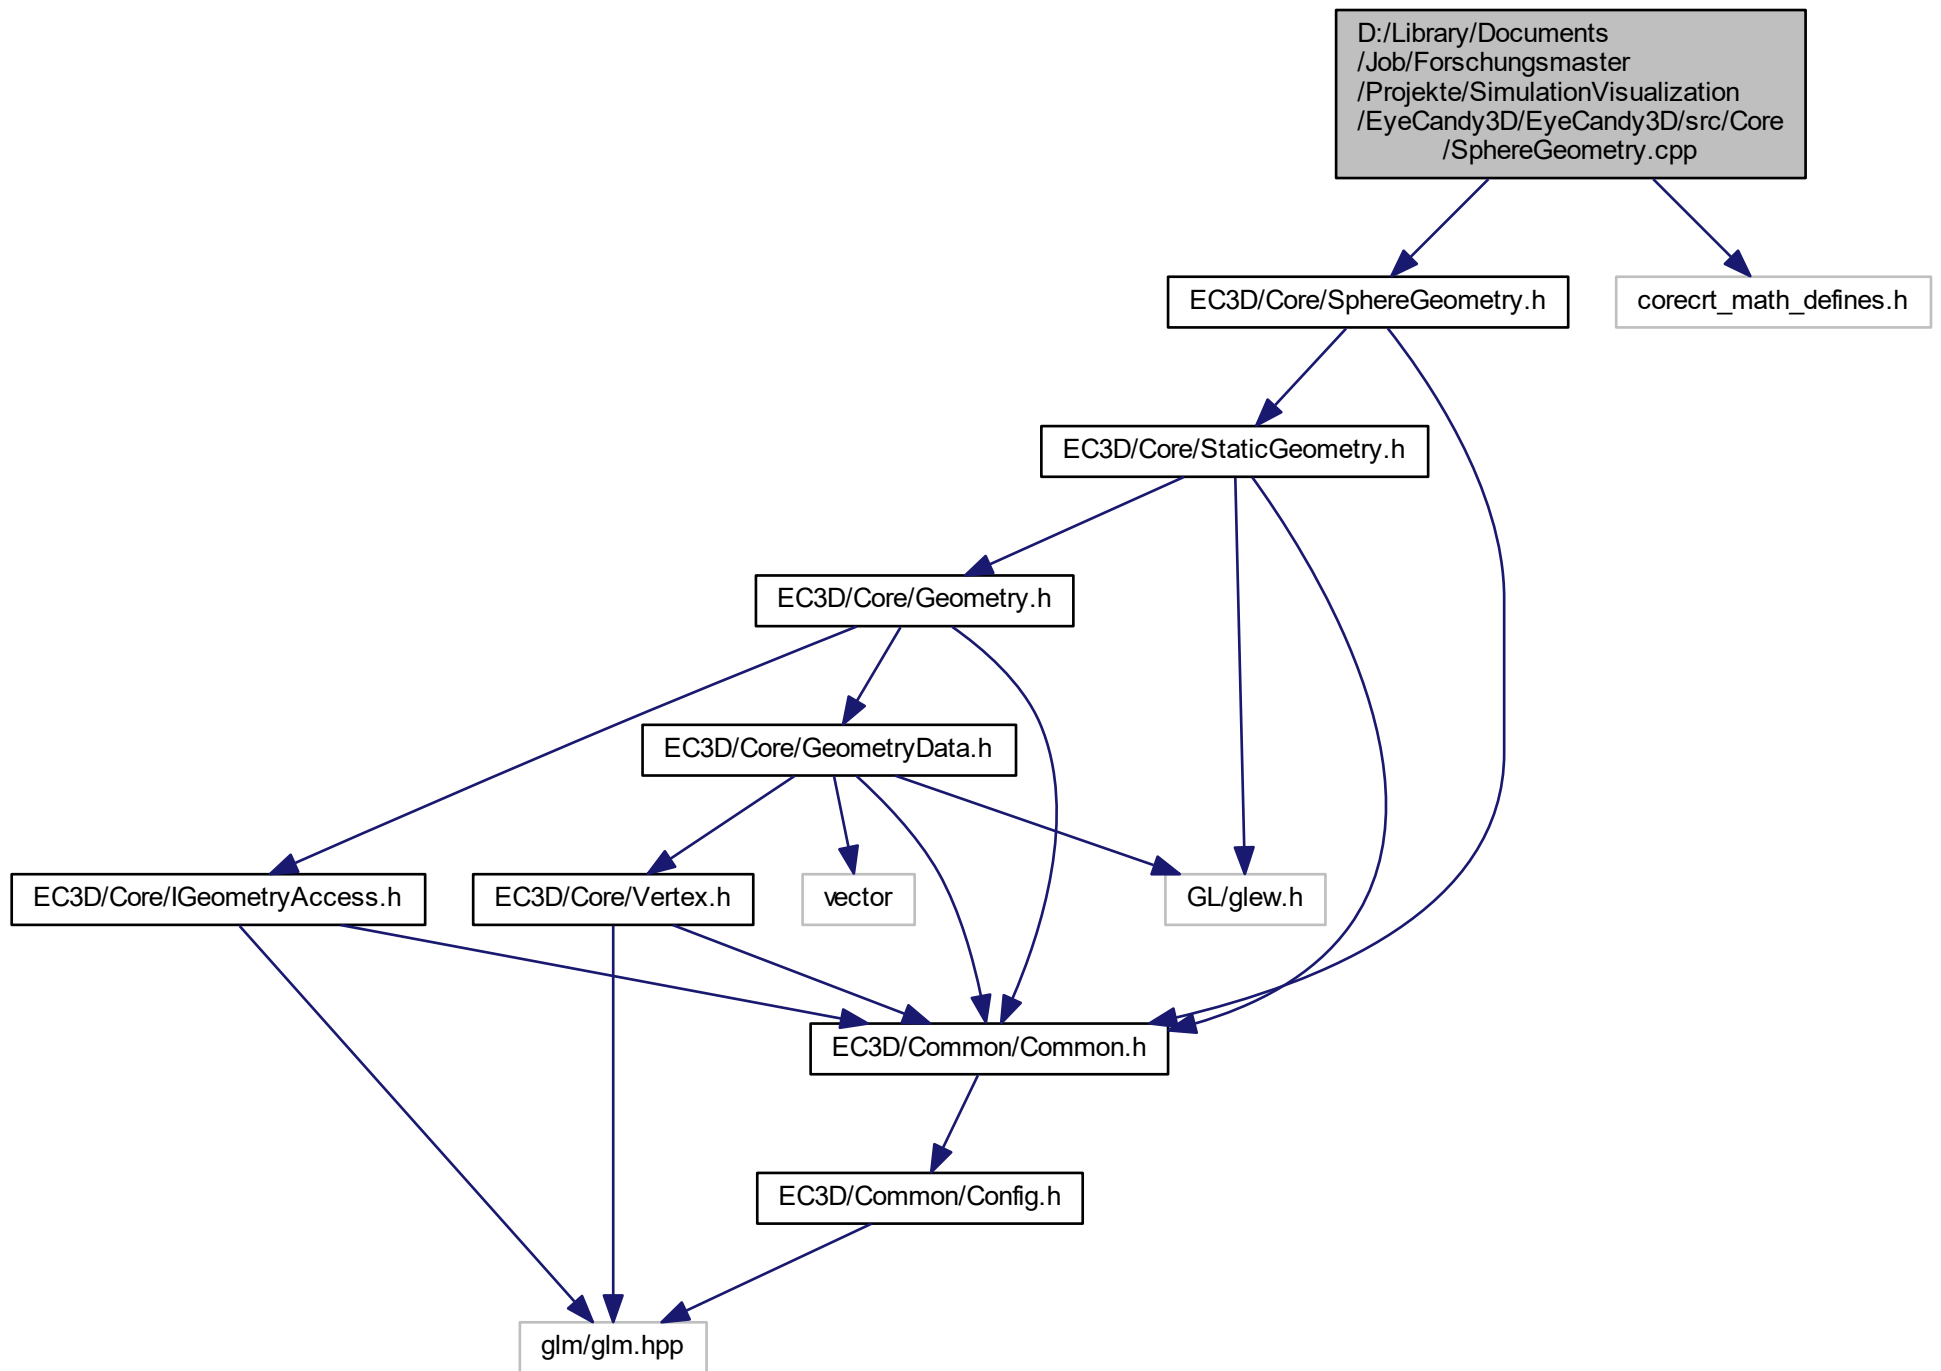 D:/Library/Documents
/Job/Forschungsmaster
/Projekte/SimulationVisualization
/EyeCandy3D/EyeCandy3D/src/Core
/SphereGeometry.cpp
EC3D/Core/SphereGeometry.h
corecrt_math_defines.h
EC3D/Core/StaticGeometry.h
EC3D/Core/Geometry.h
EC3D/Core/GeometryData.h
EC3D/Core/IGeometryAccess.h
EC3D/Core/Vertex.h
vector
GL/glew.h
EC3D/Common/Common.h
EC3D/Common/Config.h
glm/glm.hpp